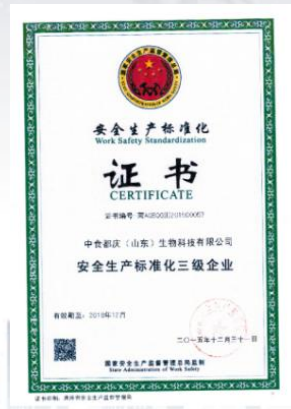 安全生产标准化
Work Safety Standardization
证书
CERTIFICATE
中食都庆（山东）生物科技有限公司
安全生产标准化三级企业
有效期至：2018年12月
二〇一五年十二月三十一日
国家安全生产监督管理总局监制
State Administration of Work Safety